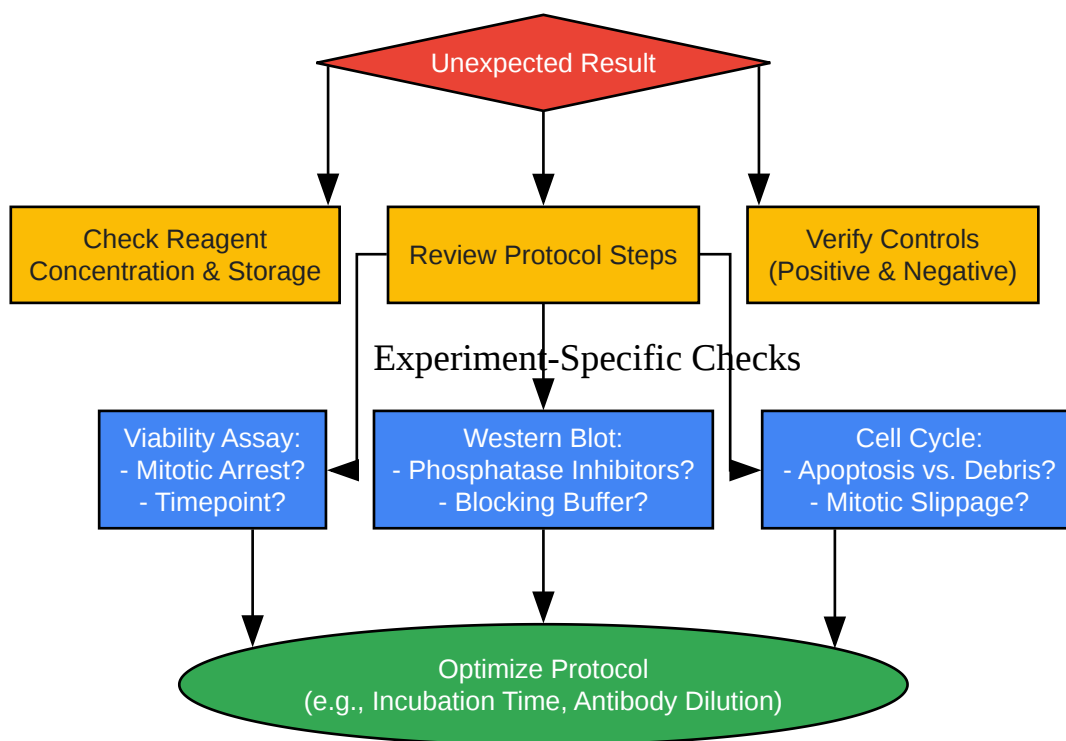 Unexpected Result
Check Reagent
Concentration & Storage
Review Protocol Steps
Verify Controls
(Positive & Negative)
Experiment-Specific Checks
Viability Assay:
- Mitotic Arrest?
- Timepoint?
Western Blot:
- Phosphatase Inhibitors?
- Blocking Buffer?
Cell Cycle:
- Apoptosis vs. Debris?
- Mitotic Slippage?
Optimize Protocol
(e.g., Incubation Time, Antibody Dilution)